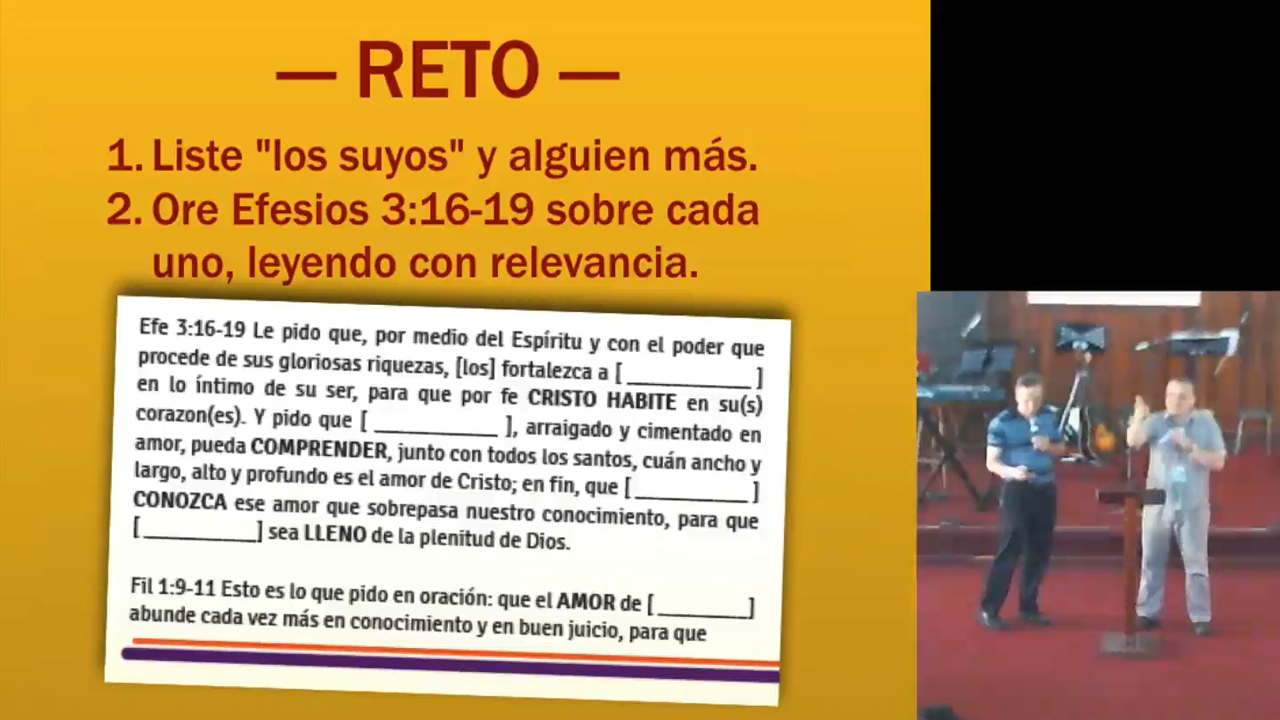 — RETO —
1. Liste "los suyos" y alguien más.
2. Ore Efesios 3:16-19 sobre cada
uno, leyendo con relevancia.
Efe 3:16-19 Le pido que, por medio del Espíritu y con el poder que
procede de sus gloriosas riquezas, [los] fortalezca a [__________]
en lo íntimo de su ser, para que por fe CRISTO HABITE en su(s)
corazon(es). Y pido que [__________], arraigado y cimentado en
amor, pueda COMPRENDER, junto con todos los santos, cuán ancho y
largo, alto y profundo es el amor de Cristo; en fin, que [__________]
CONOZCA ese amor que sobrepasa nuestro conocimiento, para que
[__________] sea LLENO de la plenitud de Dios.
Fil 1:9-11 Esto es lo que pido en oración: que el AMOR de [________]
abunde cada vez más en conocimiento y en buen juicio, para que